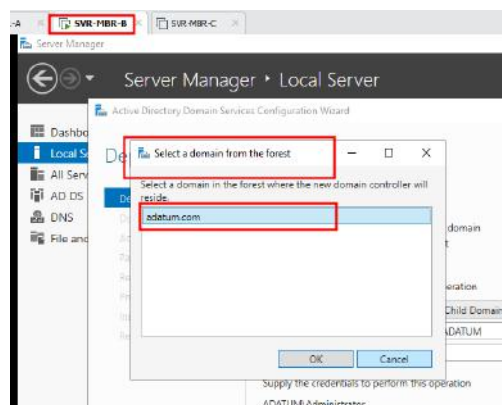 -A
SVR-MBR-B
SVR-MBR-C
Server Manager
Server Manager • Local Server
Active Directory Domain Services Configuration Wizard
Dashbo
Local Se
All Serv
AD DS
DNS
File and
De
Select a domain from the forest
Select a domain in the forest where the new domain controller will
reside.
adatum.com
OK
Cancel
domain
eration
Child Domain
ADATUM
Supply the credentials to perform this operation
ADATUM\Administrator